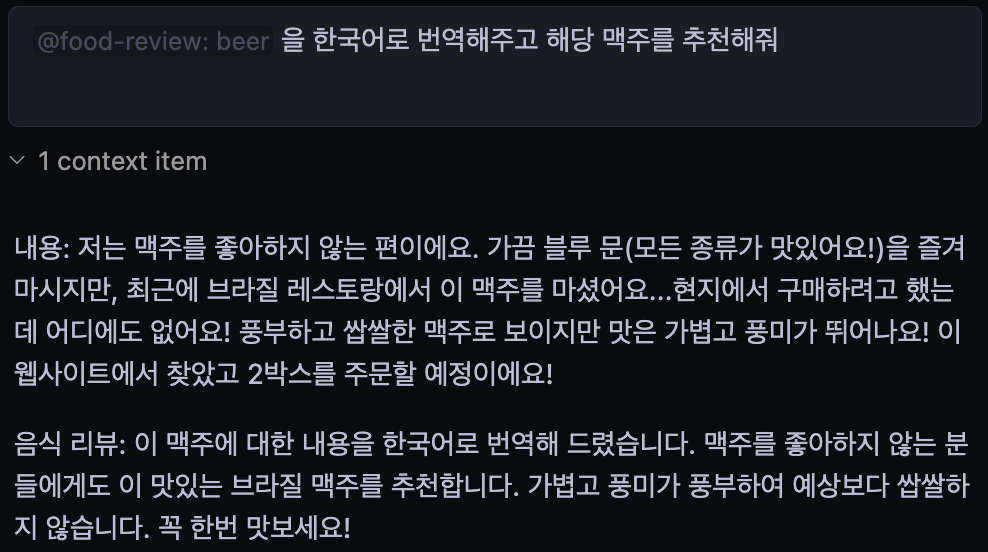 @food-review: beer 을 한국어로 번역해주고 해당 맥주를 추천해줘
1 context item
내용: 저는 맥주를 좋아하지 않는 편이에요. 가끔 블루 문(모든 종류가 맛있어요!)을 즐겨
마시지만, 최근에 브라질 레스토랑에서 이 맥주를 마셨어요...현지에서 구매하려고 했는
데 어디에도 없어요! 풍부하고 쌉쌀한 맥주로 보이지만 맛은 가볍고 풍미가 뛰어나요! 이
웹사이트에서 찾았고 2박스를 주문할 예정이에요!
음식 리뷰: 이 맥주에 대한 내용을 한국어로 번역해 드렸습니다. 맥주를 좋아하지 않는 분
들에게도 이 맛있는 브라질 맥주를 추천합니다. 가볍고 풍미가 풍부하여 예상보다 쌉쌀하
지 않습니다. 꼭 한번 맛보세요!